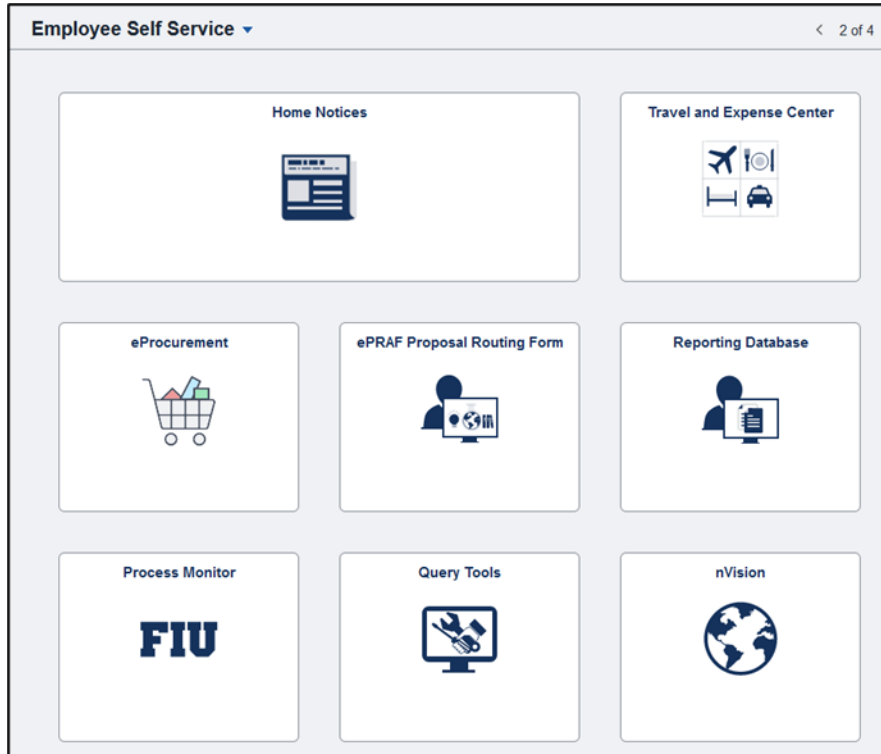 Employee Self Service
2 of 4
Home Notices
Travel and Expense Center
eProcurement
ePRAF Proposal Routing Form
Reporting Database
Process Monitor
Query Tools
nVision
FIU